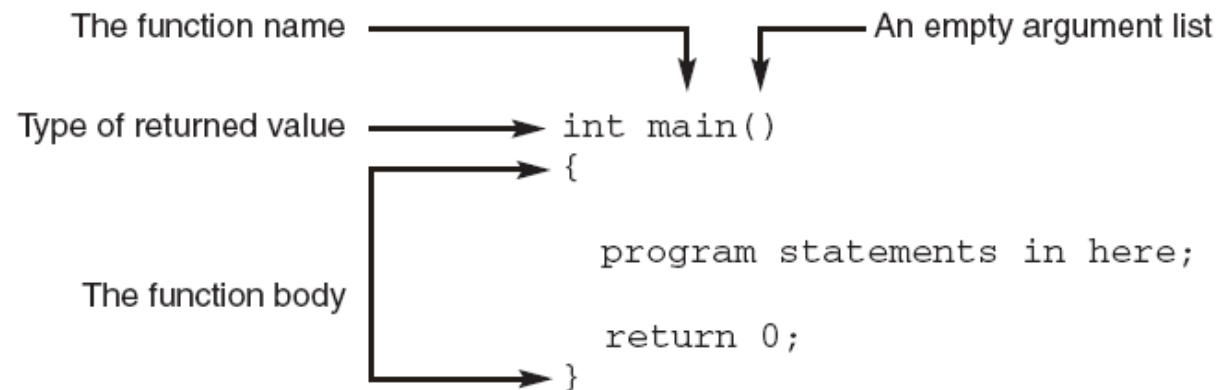 The function name
An empty argument list
Type of returned value
int main()
{
program statements in here;
The function body
return 0;
}